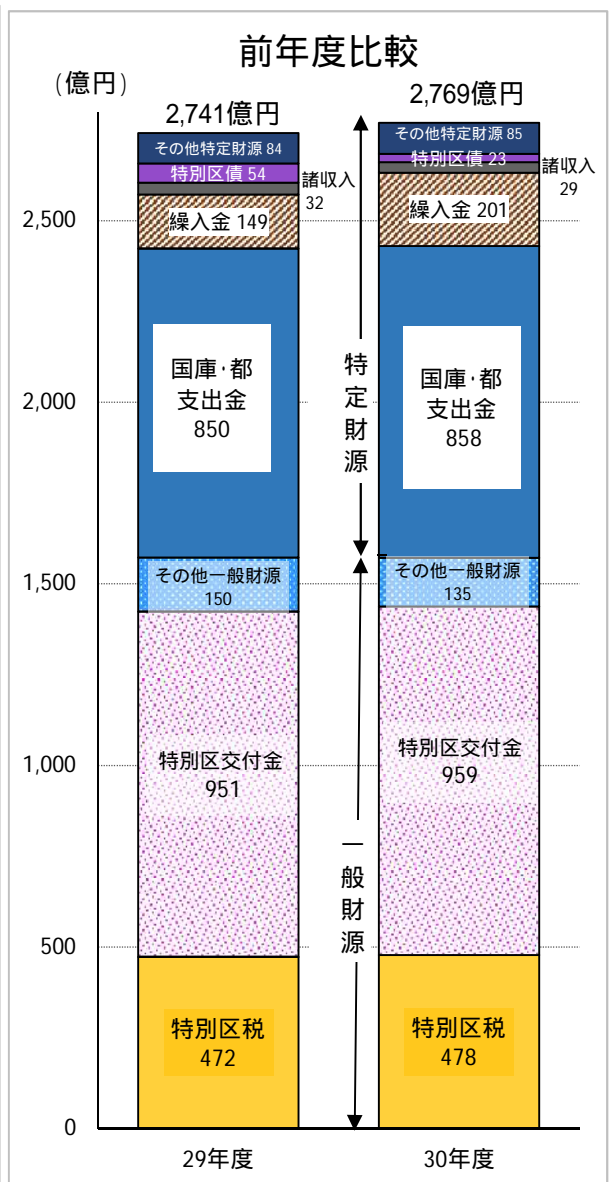 前年度比較
(億円)
2,741億円
2,769億円
その他特定財源 84
特別区債 54
諸収入
32
繰入金 149
国庫・都
支出金
850
その他一般財源
150
特別区交付金
951
特別区税
472
その他特定財源 85
特別区債 23
諸収入
29
繰入金 201
国庫・都
支出金
858
その他一般財源
135
特別区交付金
959
特別区税
478
特定財源
一般財源
2,500
2,000
1,500
1,000
500
0
29年度
30年度